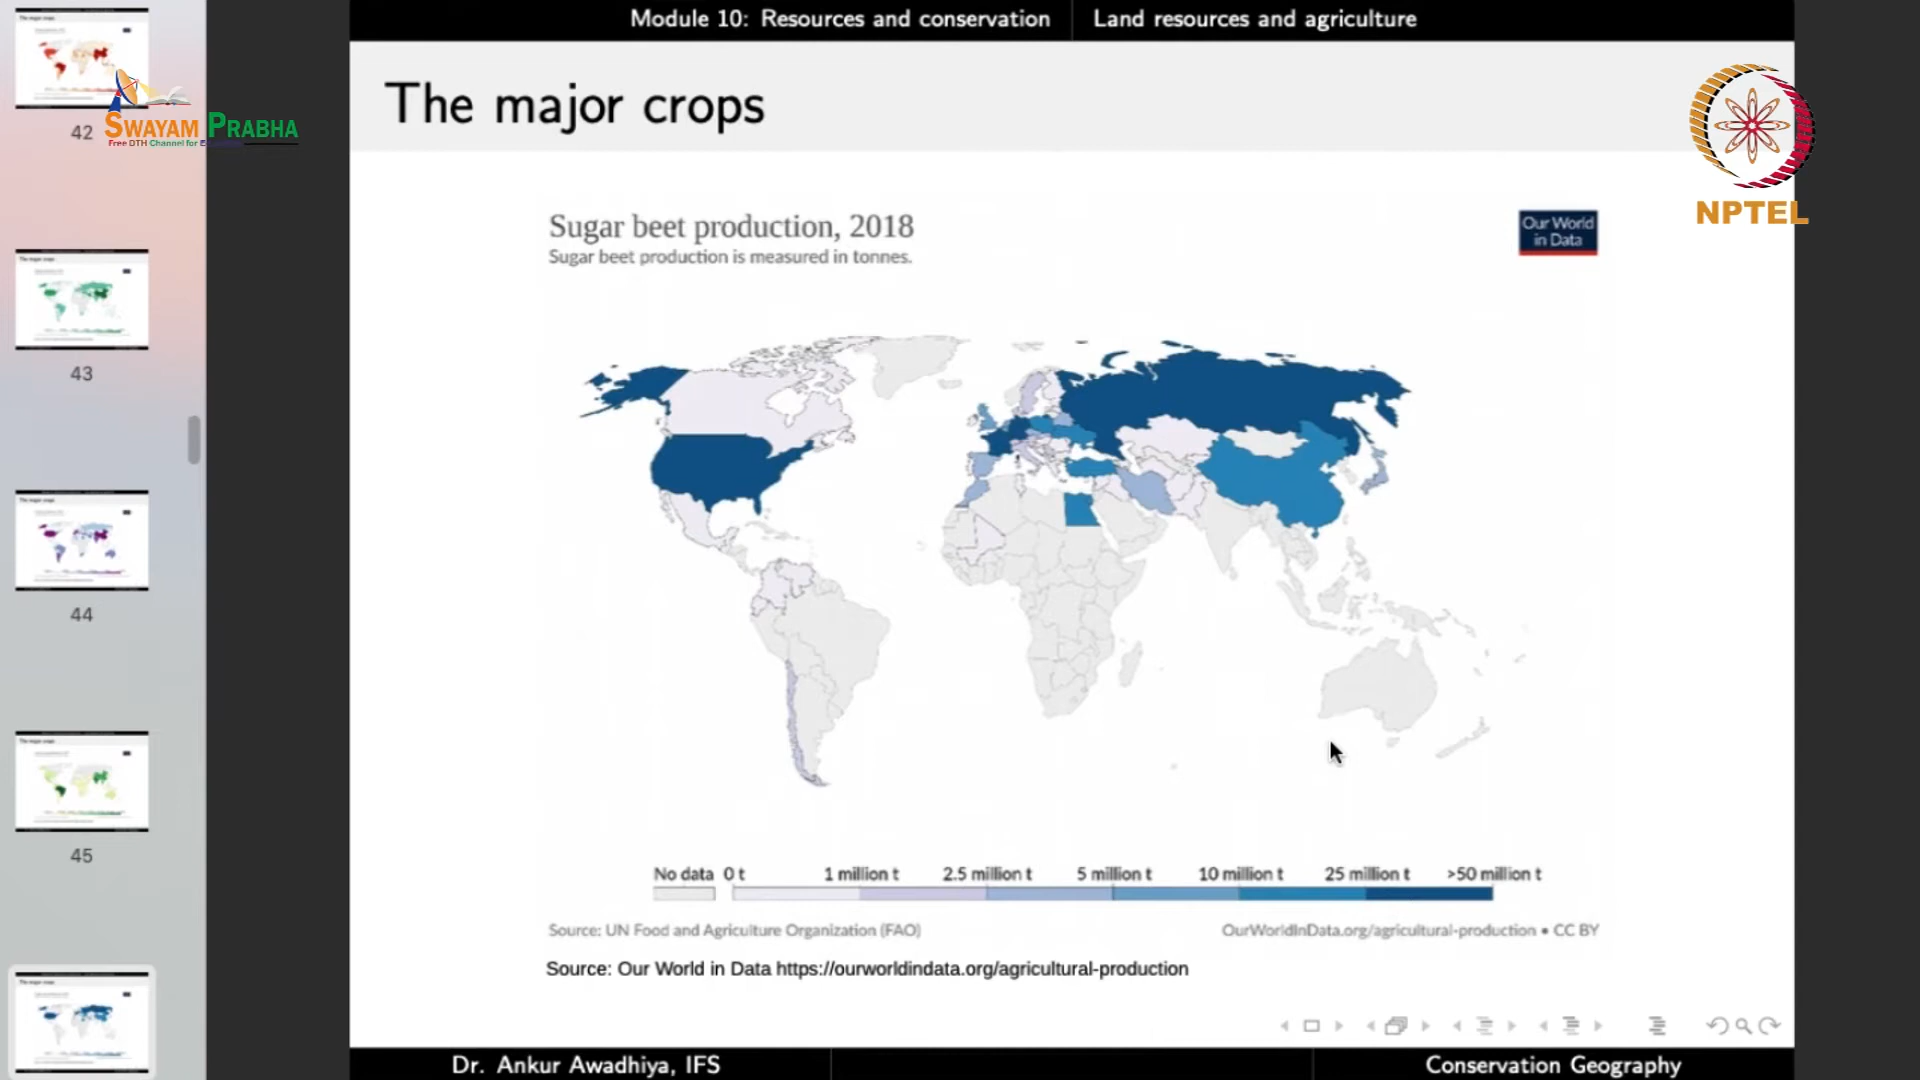 Module 10: Resources and conservation
Land resources and agriculture
The major crops
42
SWAYAM PRABHA
Free DTH Channel for
43
44
45
NPTEL
Sugar beet production, 2018
Sugar beet production is measured in tonnes.
Our World
in Data
No data 0 t 1 million t 2.5 million t 5 million t 10 million t 25 million t >50 million t
Source: UN Food and Agriculture Organization (FAO)
OurWorldInData.org/agricultural-production • CC BY
Source: Our World in Data https://ourworldindata.org/agricultural-production
Dr. Ankur Awadhiya, IFS
Conservation Geography